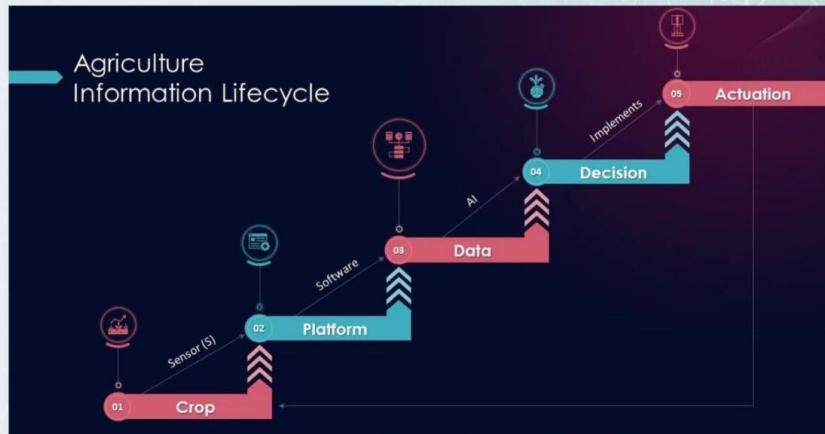 Agriculture
Information Lifecycle
05 Actuation
Implements
04 Decision
AI
03 Data
Software
02 Platform
Sensor (S)
01 Crop